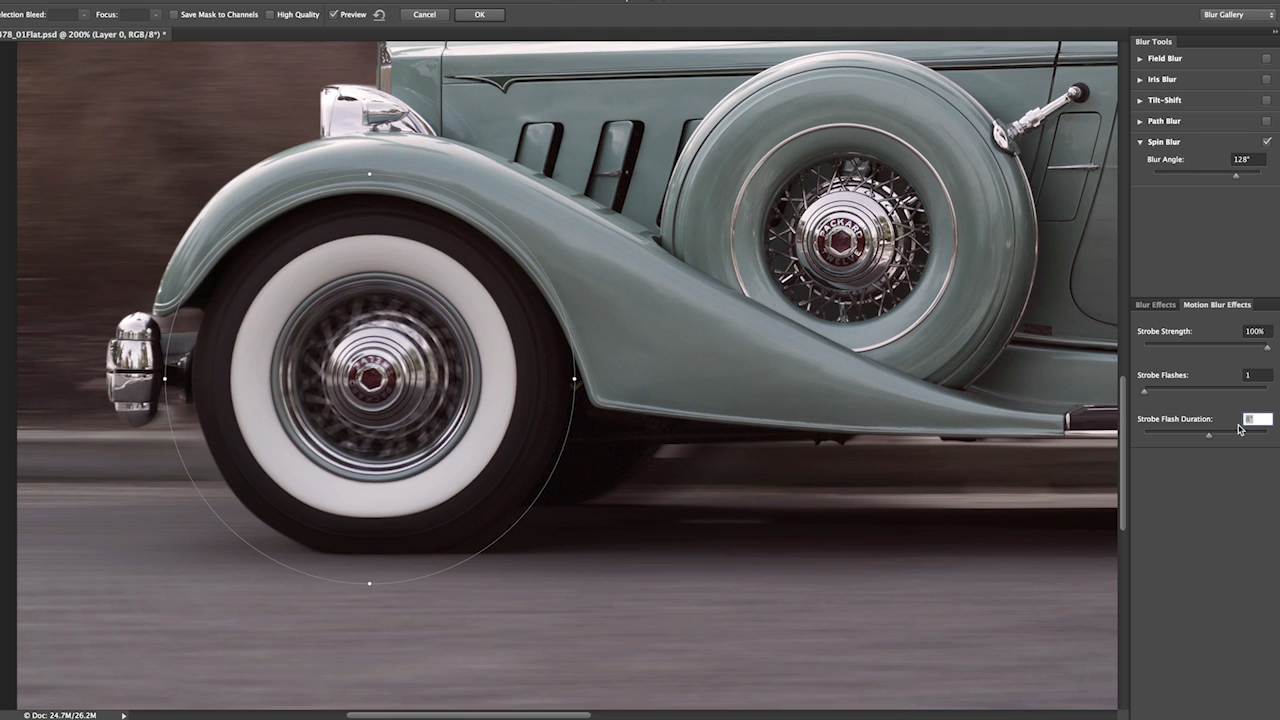 election Bleed: Focus: Save Mask to Channels High Quality Preview Cancel OK Blur Gallery
478_01Flat.psd @ 200% (Layer 0, RGB/8*) *
Blur Tools
Field Blur
Iris Blur
Tilt-Shift
Path Blur
Spin Blur
Blur Angle: 128°
PACKARD
TWELVE
Blur Effects Motion Blur Effects
Strobe Strength: 100%
Strobe Flashes: 1
Strobe Flash Duration:
© Doc: 24.7M/26.2M